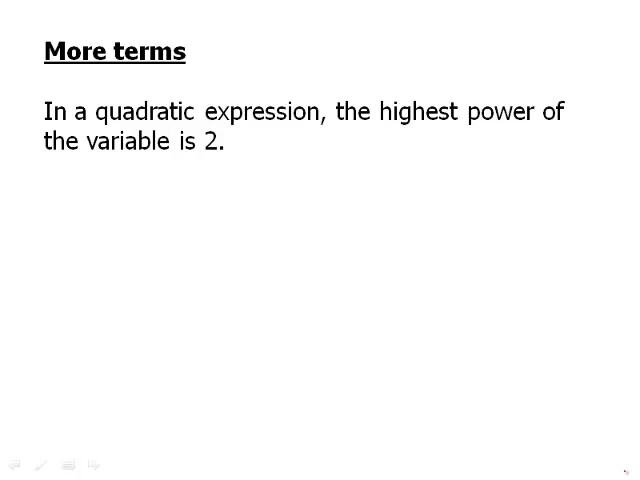 More terms
In a quadratic expression, the highest power of
the variable is 2.